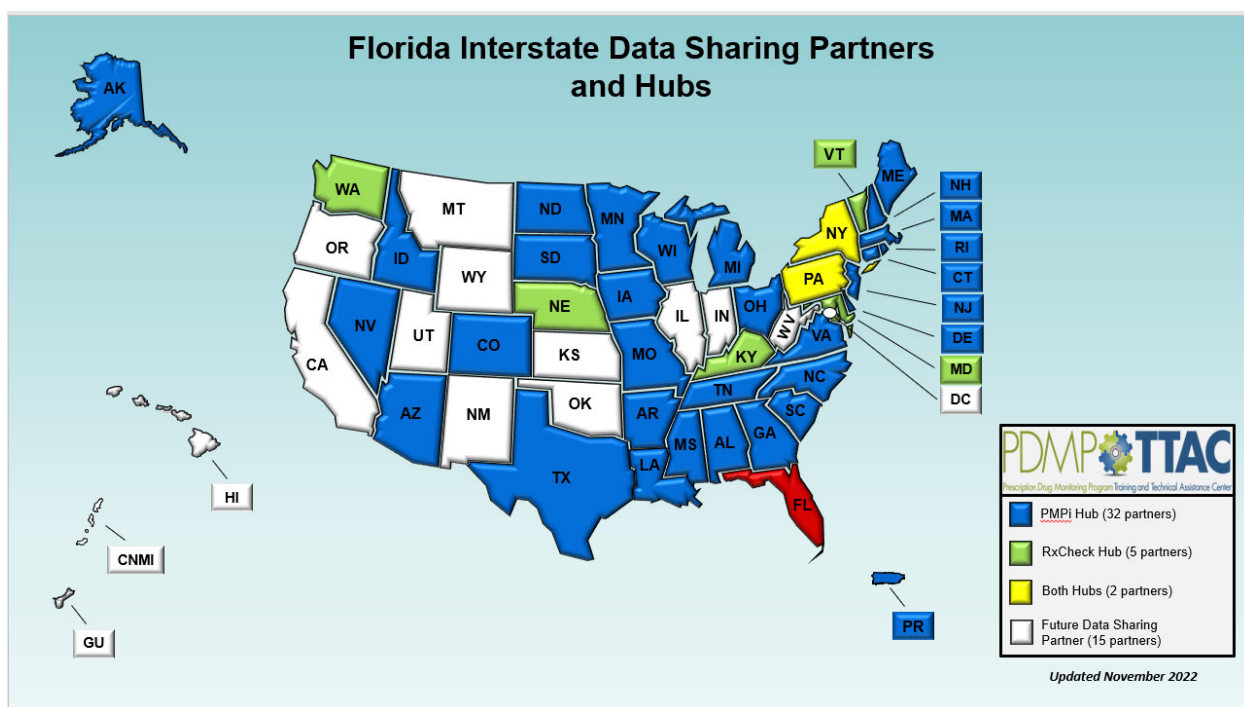 Florida Interstate Data Sharing Partners
and Hubs
AK
VT
ME
NH
WA
MT
ND
MN
MA
NY
OR
ID
SD
WI
MI
RI
WY
PA
CT
IA
NE
OH
NJ
NV
UT
IL
IN
WV
CO
VA
DE
CA
KS
MO
KY
MD
NC
TN
DC
AZ
NM
OK
AR
SC
MS
AL
GA
LA
TX
FL
HI
CNMI
GU
PR
PDMP TTAC
Prescription Drug Monitoring Program Training and Technical Assistance Center
PMPi Hub (32 partners)
RxCheck Hub (5 partners)
Both Hubs (2 partners)
Future Data Sharing
Partner (15 partners)
Updated November 2022